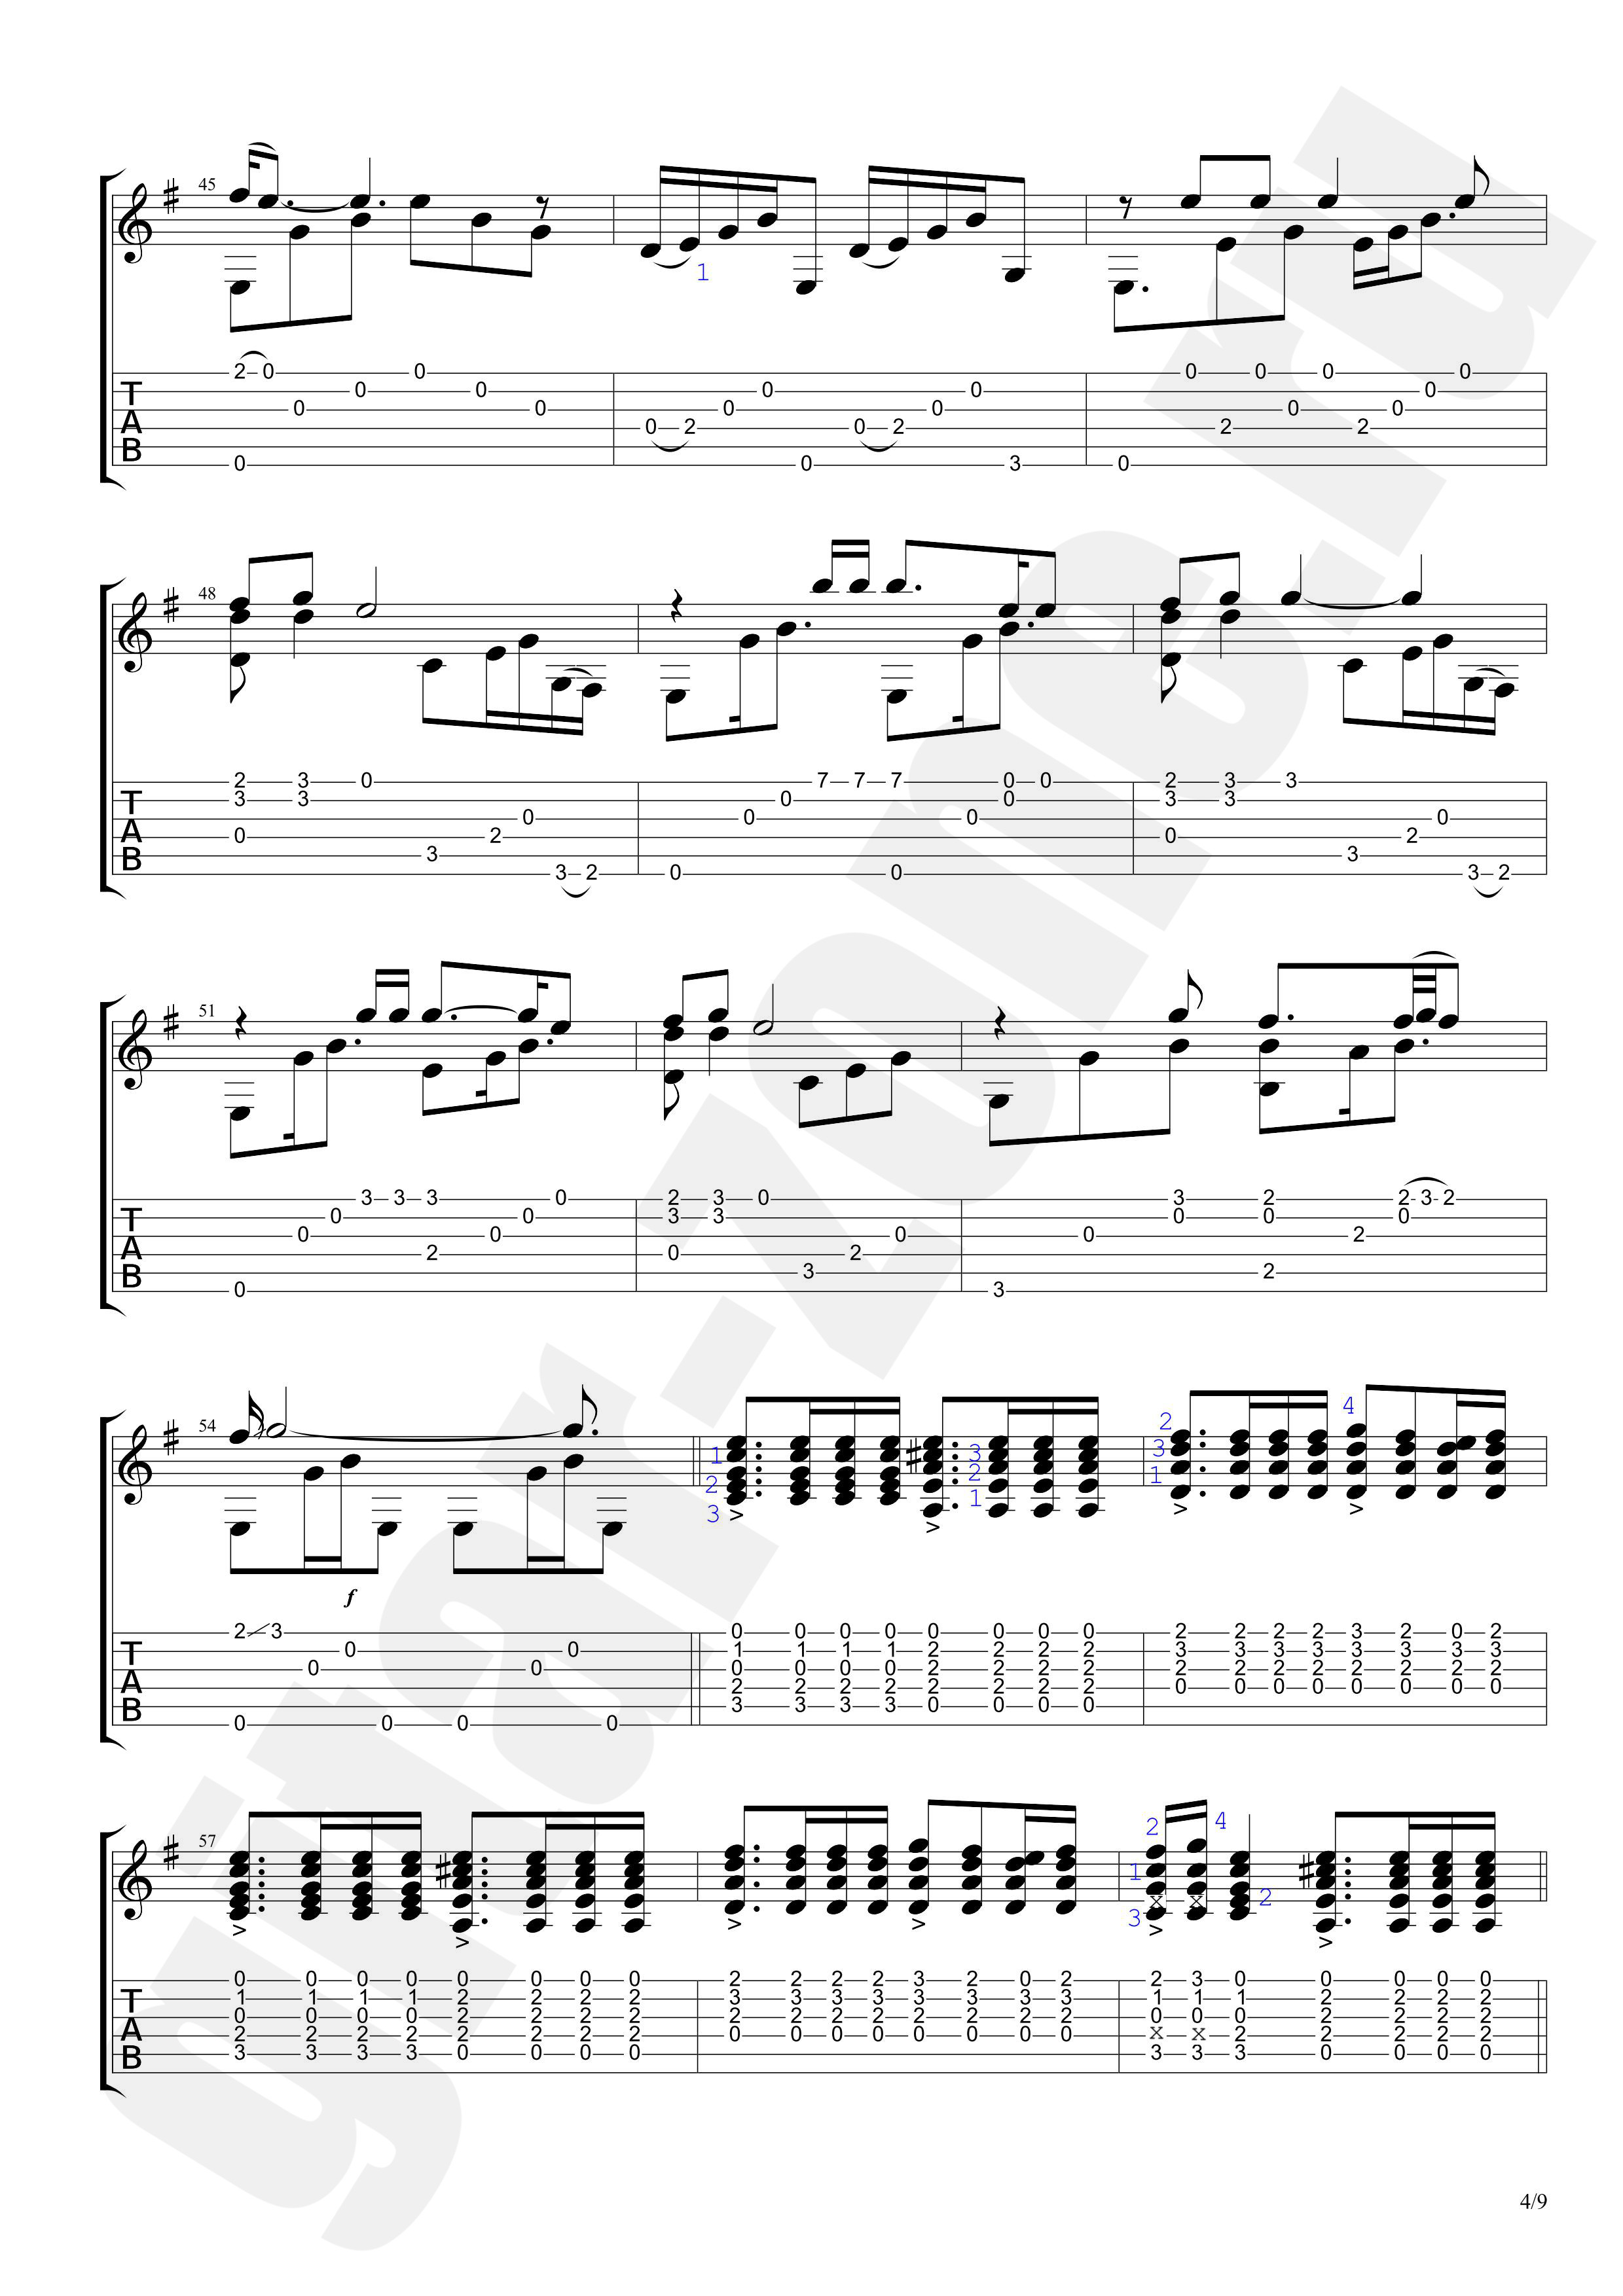 45
1
T
A
B
2 0 0 0 0 0 0 0
0 2 0 0 0 0 2 0 0 3
0 0 2 0 0 0 2 0 0 0
48
T
A
B
2 3 0 3 3 0 3 2 0 3 2
0 0 0 7 7 7 0 0 0 0 0
2 3 3 3 3 0 3 2 0 3 2
51
T
A
B
0 0 0 3 3 3 2 0 0 0
2 3 0 3 3 0 3 2 0
3 0 3 0 2 0 2 2 2 3 2 0
54
f
1 2 3
3 2 1
2 3 1
4
T
A
B
2 3 0 0 0 0 0 0 0 0
0 0 0 0 0 0 0 0
1 1 1 1 2 2 2 2
0 0 0 0 2 2 2 2
2 2 2 2 2 2 2 2
3 3 3 3 0 0 0 0
2 2 2 2 3 2 0 2
3 3 3 3 3 3 3 3
2 2 2 2 2 2 2 2
0 0 0 0 0 0 0 0
57
2 4
1
3
2
x x
T
A
B
0 0 0 0 0 0 0 0
1 1 1 1 2 2 2 2
0 0 0 0 2 2 2 2
2 2 2 2 2 2 2 2
3 3 3 3 0 0 0 0
2 2 2 2 3 2 0 2
3 3 3 3 3 3 3 3
2 2 2 2 2 2 2 2
0 0 0 0 0 0 0 0
2 3 0 0 0 0 0
1 1 1 2 2 2 2
0 0 0 2 2 2 2
x x 2 2 2 2 2
3 3 3 0 0 0 0
4/9
gitar-zone.ru